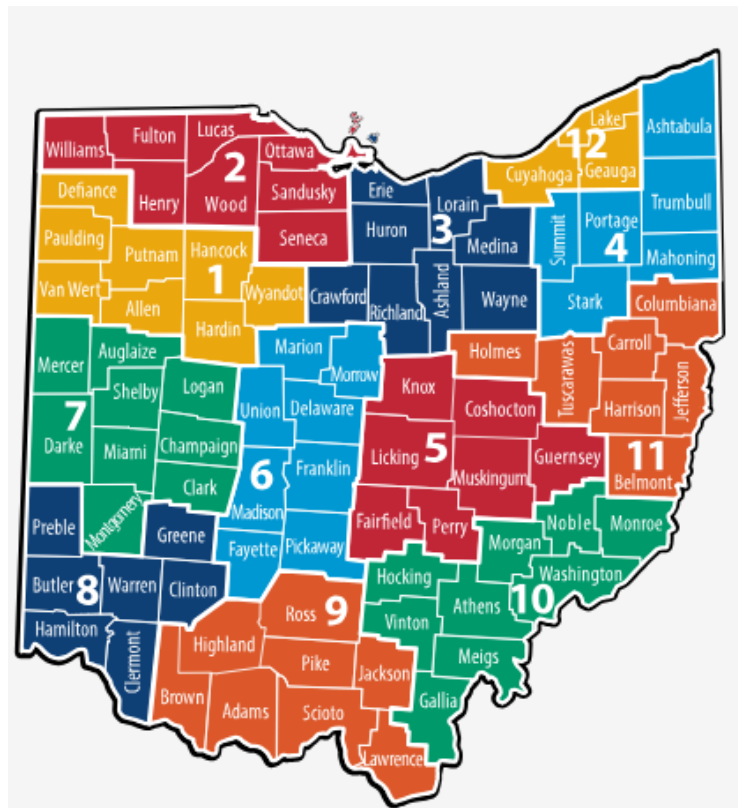 Lake
Ashtabula
12
Cuyahoga
Geauga
Lucas
Fulton
Williams
Ottawa
2
Henry
Wood
Sandusky
Seneca
Defiance
Paulding
Putnam
Hancock
1
Van Wert
Allen
Wyandot
Hardin
Erie
Lorain
Huron
3
Medina
Crawford
Richland
Ashland
Wayne
Summit
Portage
4
Trumbull
Mahoning
Stark
Columbiana
Holmes
Tuscarawas
Carroll
Jefferson
Harrison
11
Belmont
Mercer
Auglaize
Shelby
Logan
7
Darke
Miami
Champaign
Clark
Montgomery
Marion
Morrow
Union
Delaware
6
Franklin
Madison
Fayette
Pickaway
Knox
Coshocton
Licking
5
Muskingum
Guernsey
Fairfield
Perry
Preble
Greene
Butler
8
Warren
Clinton
Hamilton
Clermont
Ross
9
Highland
Pike
Jackson
Brown
Adams
Scioto
Lawrence
Noble
Monroe
Morgan
Washington
Hocking
Athens
10
Vinton
Meigs
Gallia